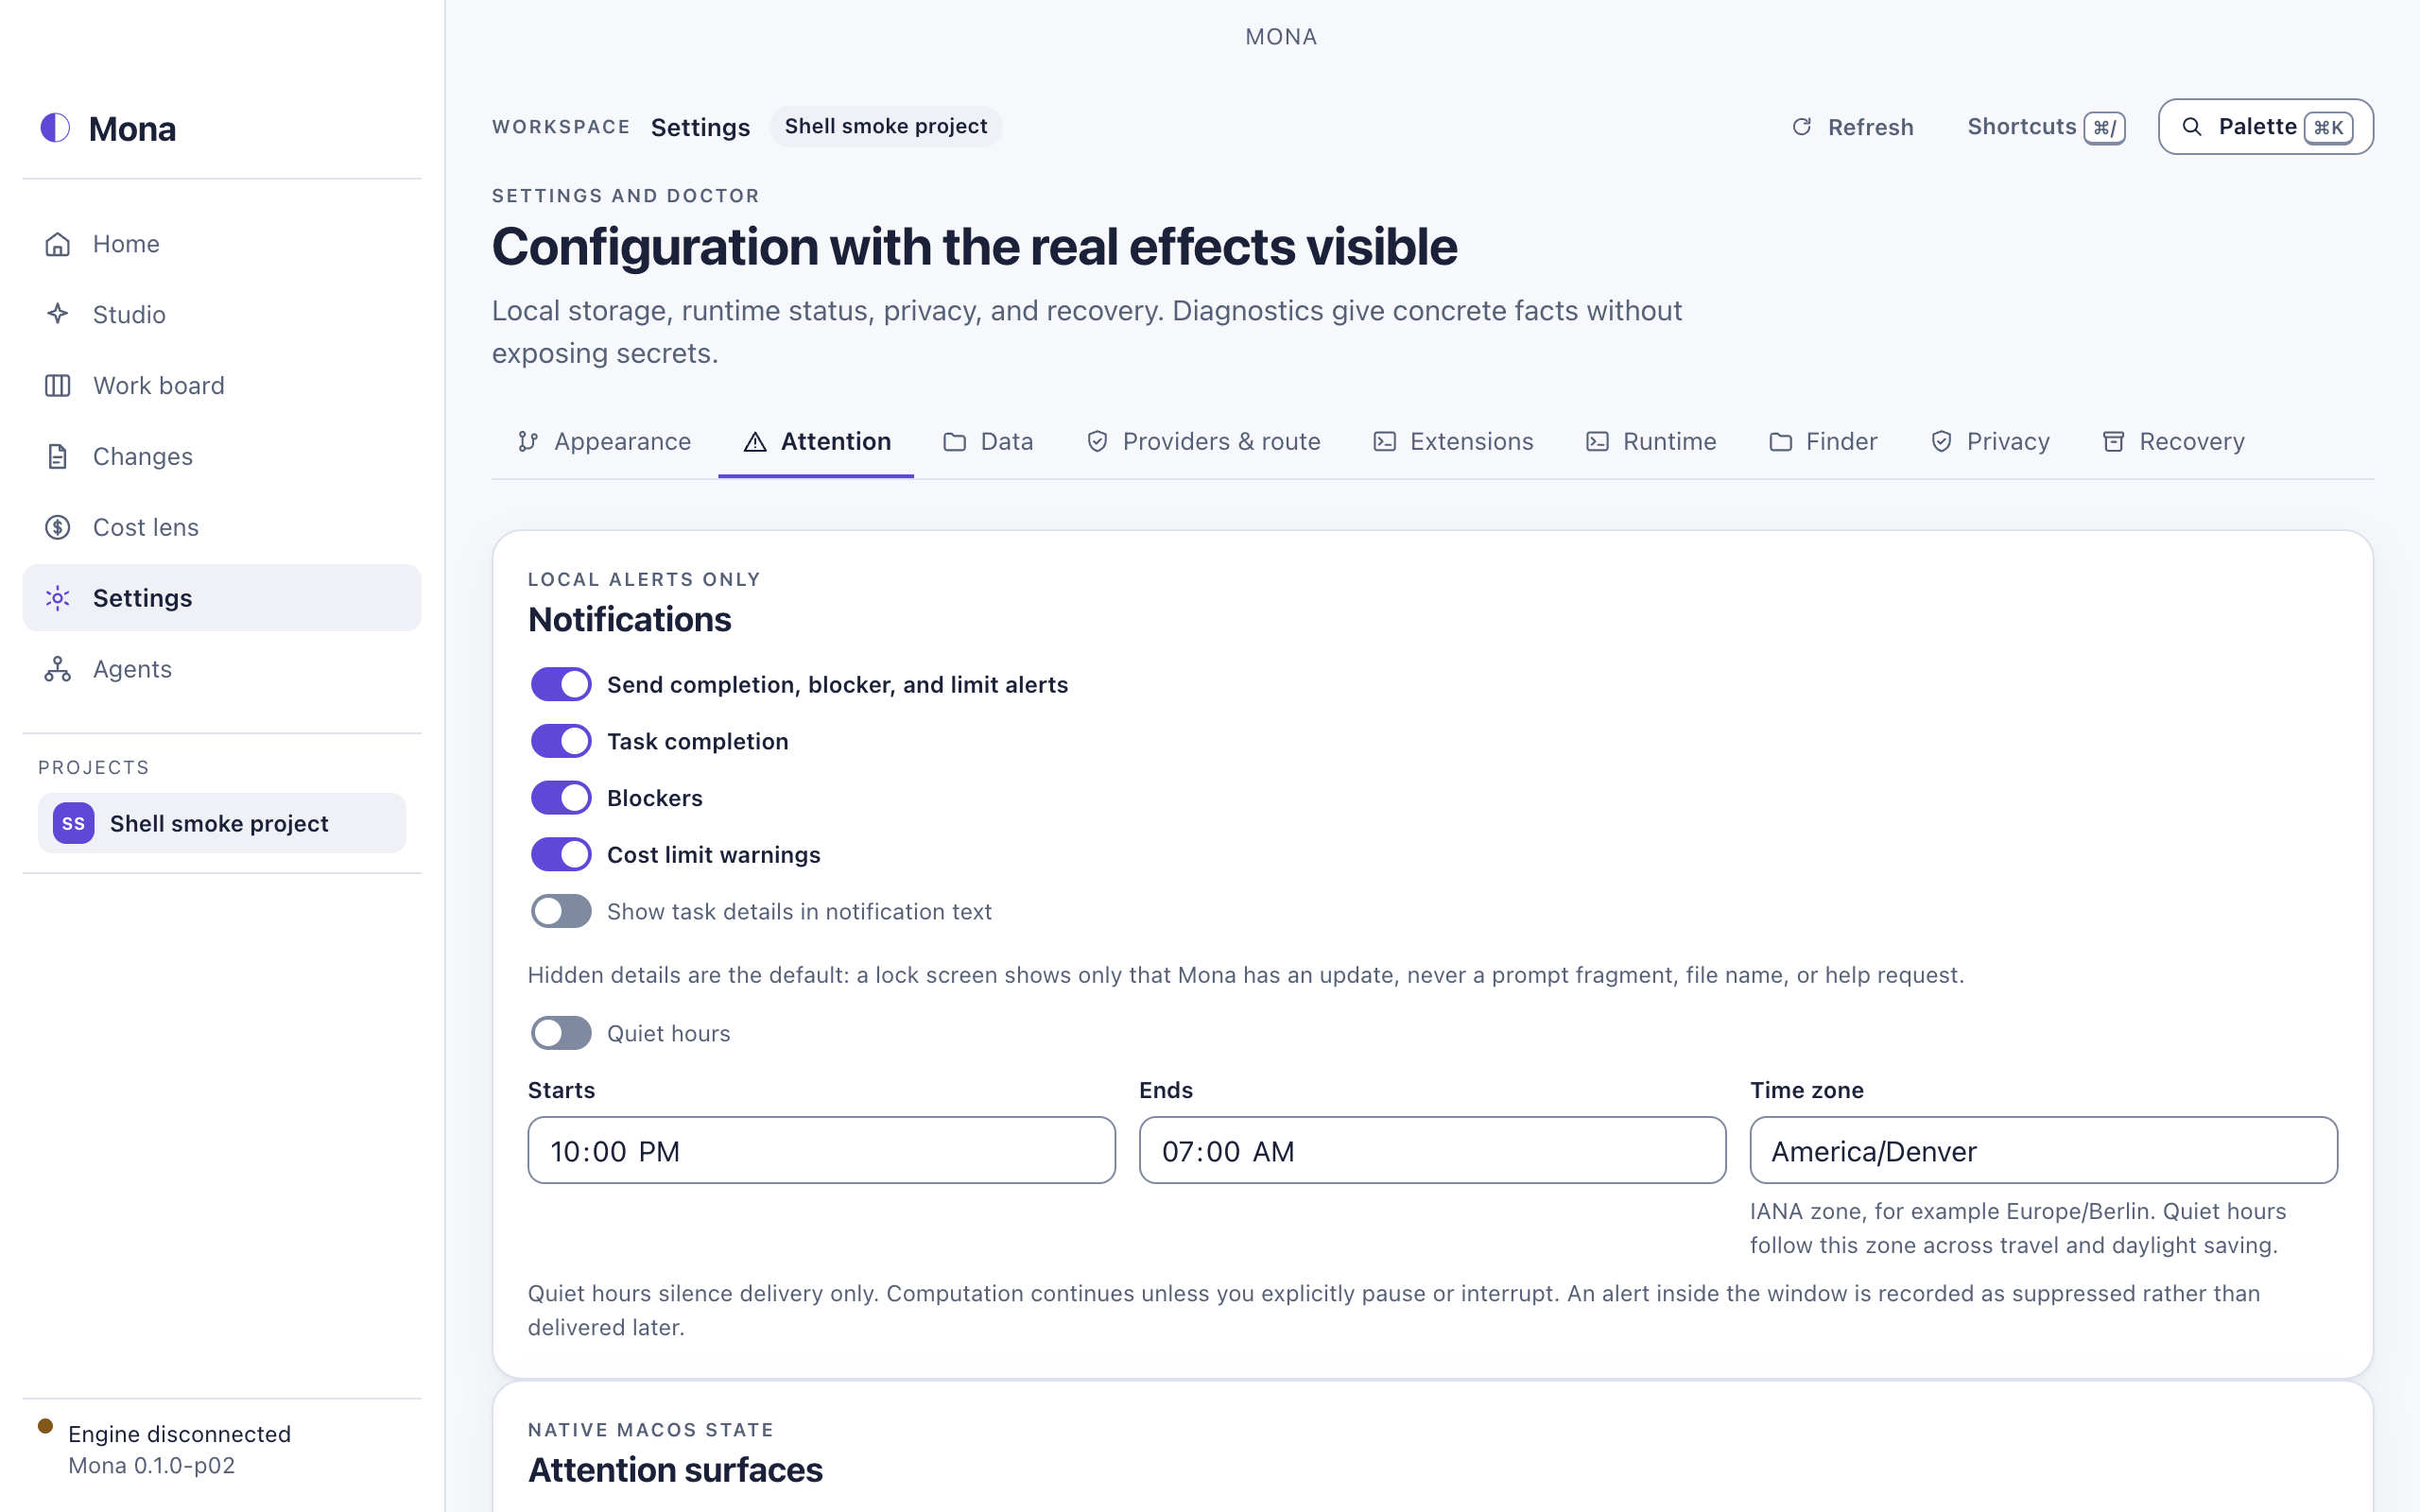 MONA
Mona
Home
Studio
Work board
Changes
Cost lens
Settings
Agents
PROJECTS
SS Shell smoke project
Engine disconnected
Mona 0.1.0-p02
WORKSPACE Settings Shell smoke project
Refresh Shortcuts ⌘/ Palette ⌘K
SETTINGS AND DOCTOR
Configuration with the real effects visible
Local storage, runtime status, privacy, and recovery. Diagnostics give concrete facts without
exposing secrets.
Appearance Attention Data Providers & route Extensions Runtime Finder Privacy Recovery
LOCAL ALERTS ONLY
Notifications
Send completion, blocker, and limit alerts
Task completion
Blockers
Cost limit warnings
Show task details in notification text
Hidden details are the default: a lock screen shows only that Mona has an update, never a prompt fragment, file name, or help request.
Quiet hours
Starts Ends Time zone
10:00 PM 07:00 AM America/Denver
IANA zone, for example Europe/Berlin. Quiet hours
follow this zone across travel and daylight saving.
Quiet hours silence delivery only. Computation continues unless you explicitly pause or interrupt. An alert inside the window is recorded as suppressed rather than
delivered later.
NATIVE MACOS STATE
Attention surfaces